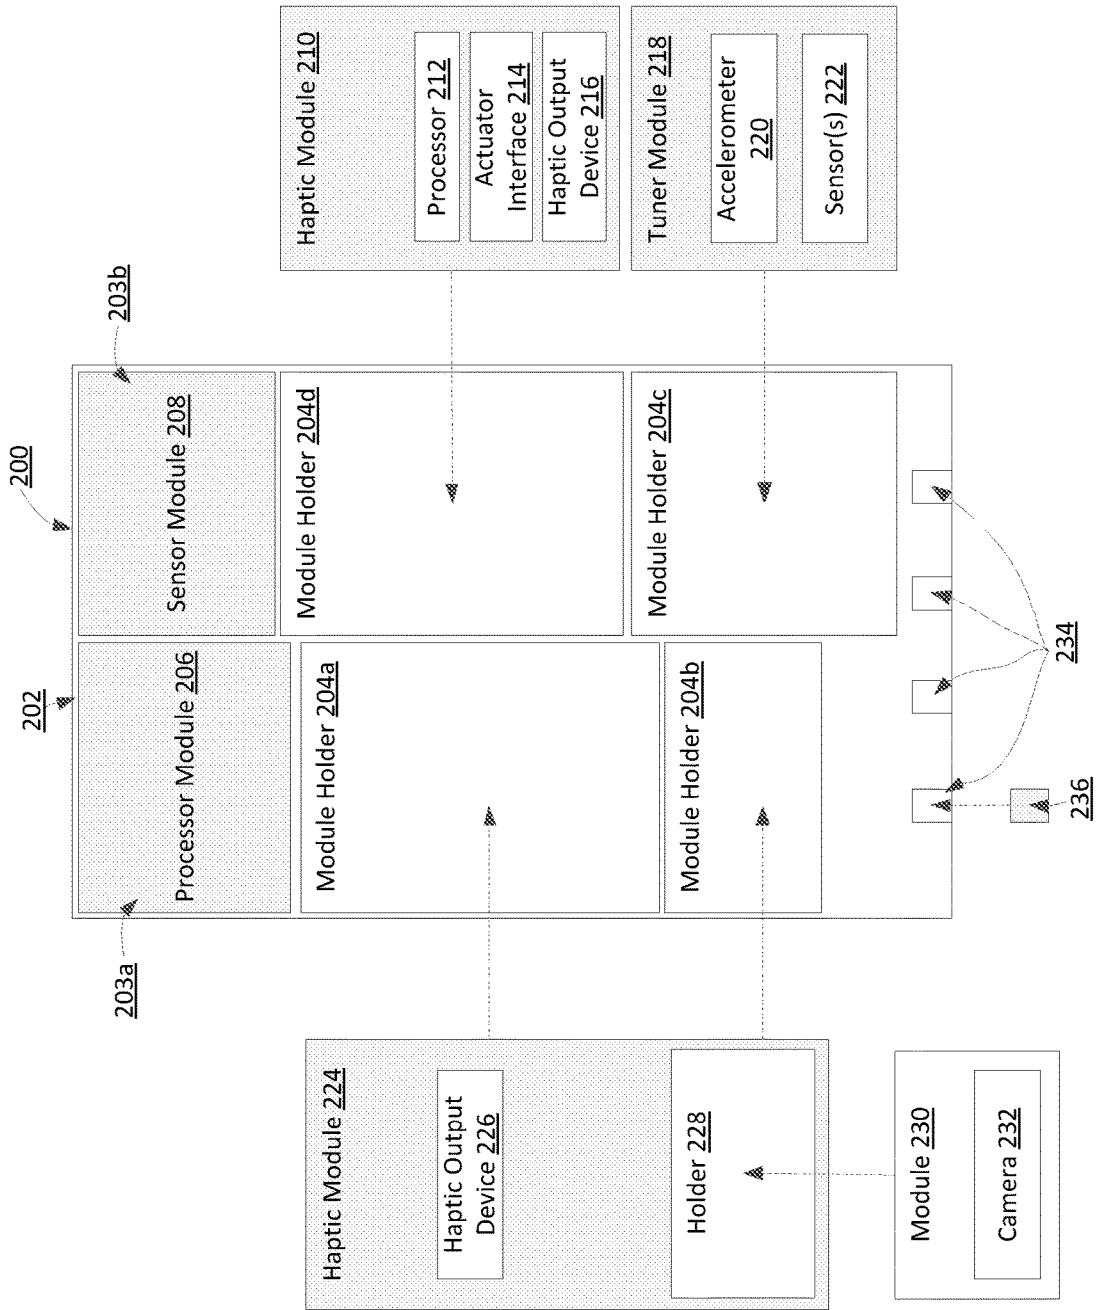 200
202
203a
203b
Processor Module 206
Sensor Module 208
Module Holder 204a
Module Holder 204d
Module Holder 204b
Module Holder 204c
Haptic Module 210
Processor 212
Actuator
Interface 214
Haptic Output
Device 216
Tuner Module 218
Accelerometer
220
Sensor(s) 222
Haptic Module 224
Haptic Output
Device 226
Holder 228
Module 230
Camera 232
234
236